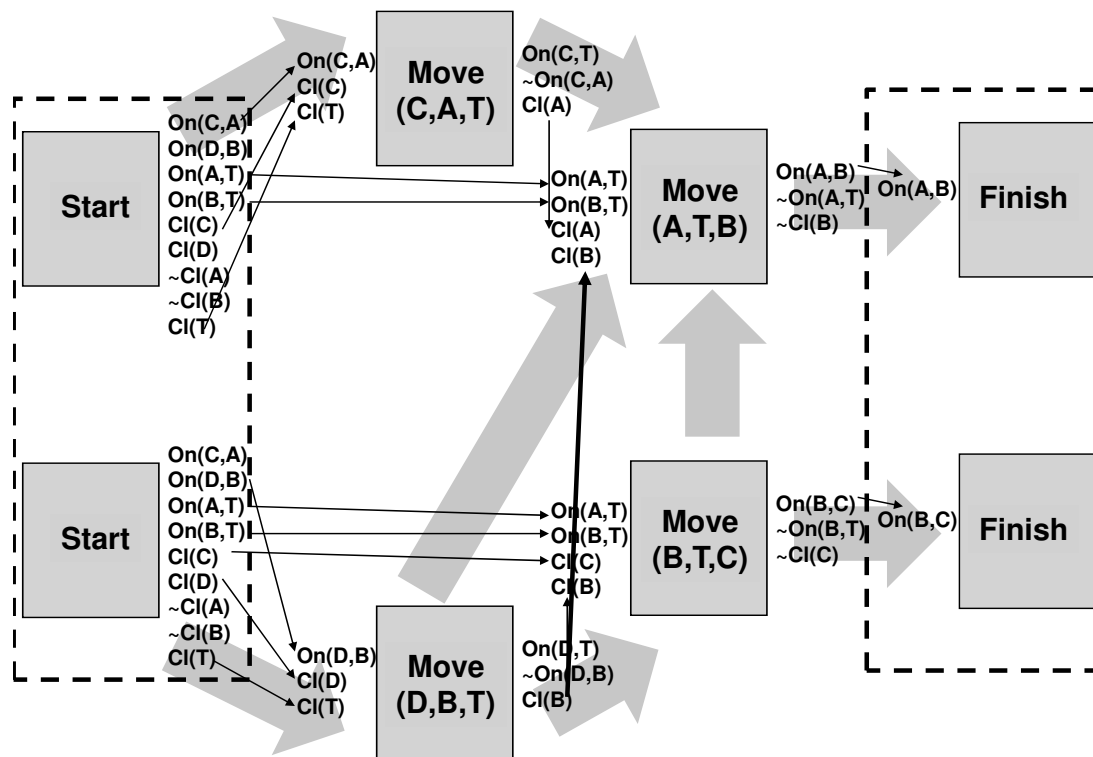 Start
On(C,A)
On(D,B)
On(A,T)
On(B,T)
Cl(C)
Cl(D)
~Cl(A)
~Cl(B)
Cl(T)
On(C,A)
Cl(C)
Cl(T)
Move
(C,A,T)
On(C,T)
~On(C,A)
Cl(A)
On(A,T)
On(B,T)
Cl(A)
Cl(B)
Move
(A,T,B)
On(A,B)
~On(A,T)
~Cl(B)
On(A,B)
Finish
Start
On(C,A)
On(D,B)
On(A,T)
On(B,T)
Cl(C)
Cl(D)
~Cl(A)
~Cl(B)
Cl(T)
On(D,B)
Cl(D)
Cl(T)
Move
(D,B,T)
On(D,T)
~On(D,B)
Cl(B)
On(A,T)
On(B,T)
Cl(C)
Cl(B)
Move
(B,T,C)
On(B,C)
~On(B,T)
~Cl(C)
On(B,C)
Finish